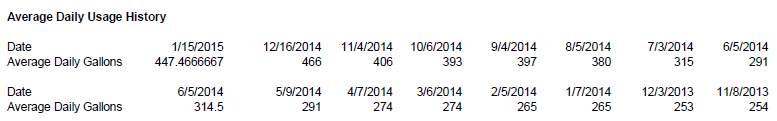 Average Daily Usage History
Date 1/15/2015 12/16/2014 11/4/2014 10/6/2014 9/4/2014 8/5/2014 7/3/2014 6/5/2014
Average Daily Gallons 447.4666667 466 406 393 397 380 315 291
Date 6/5/2014 5/9/2014 4/7/2014 3/6/2014 2/5/2014 1/7/2014 12/3/2013 11/8/2013
Average Daily Gallons 314.5 291 274 274 265 265 253 254